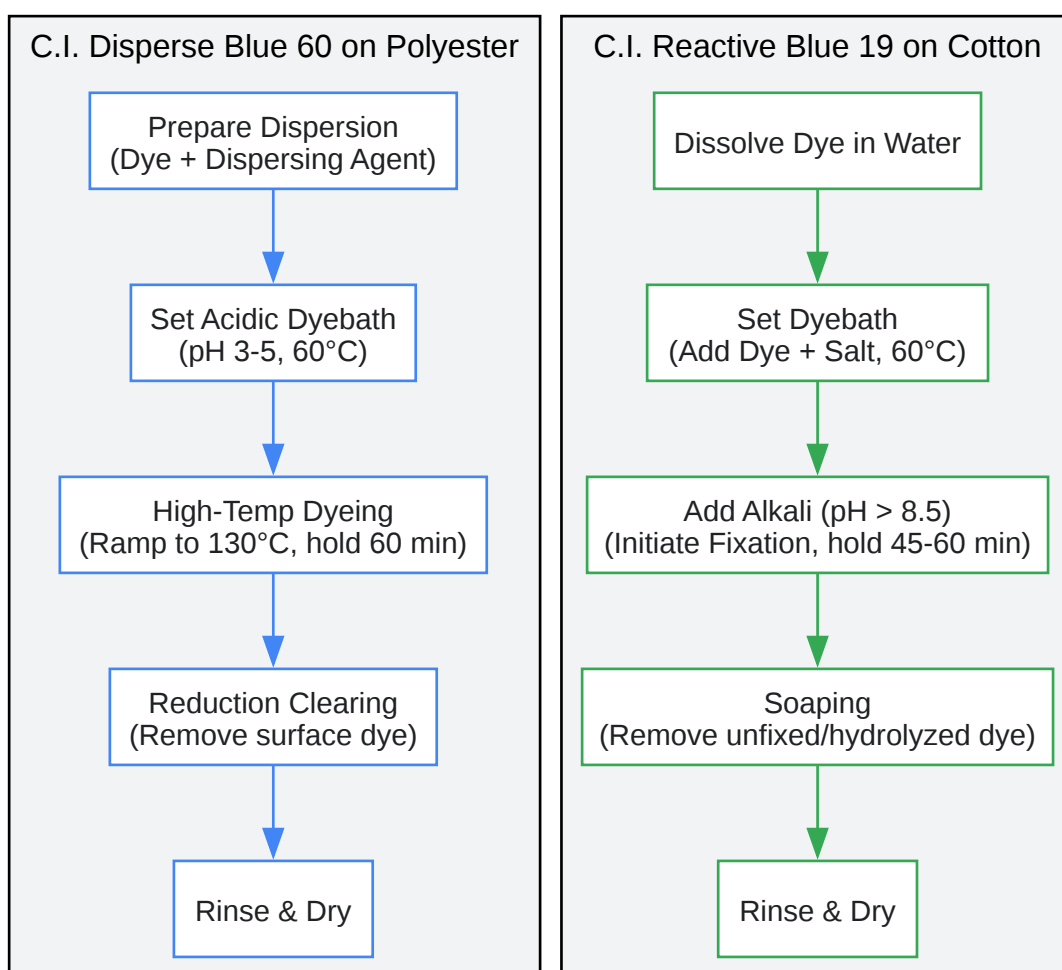 C.I. Disperse Blue 60 on Polyester
Prepare Dispersion
(Dye + Dispersing Agent)
Set Acidic Dyebath
(pH 3-5, 60°C)
High-Temp Dyeing
(Ramp to 130°C, hold 60 min)
Reduction Clearing
(Remove surface dye)
Rinse & Dry
C.I. Reactive Blue 19 on Cotton
Dissolve Dye in Water
Set Dyebath
(Add Dye + Salt, 60°C)
Add Alkali (pH > 8.5)
(Initiate Fixation, hold 45-60 min)
Soaping
(Remove unfixed/hydrolyzed dye)
Rinse & Dry